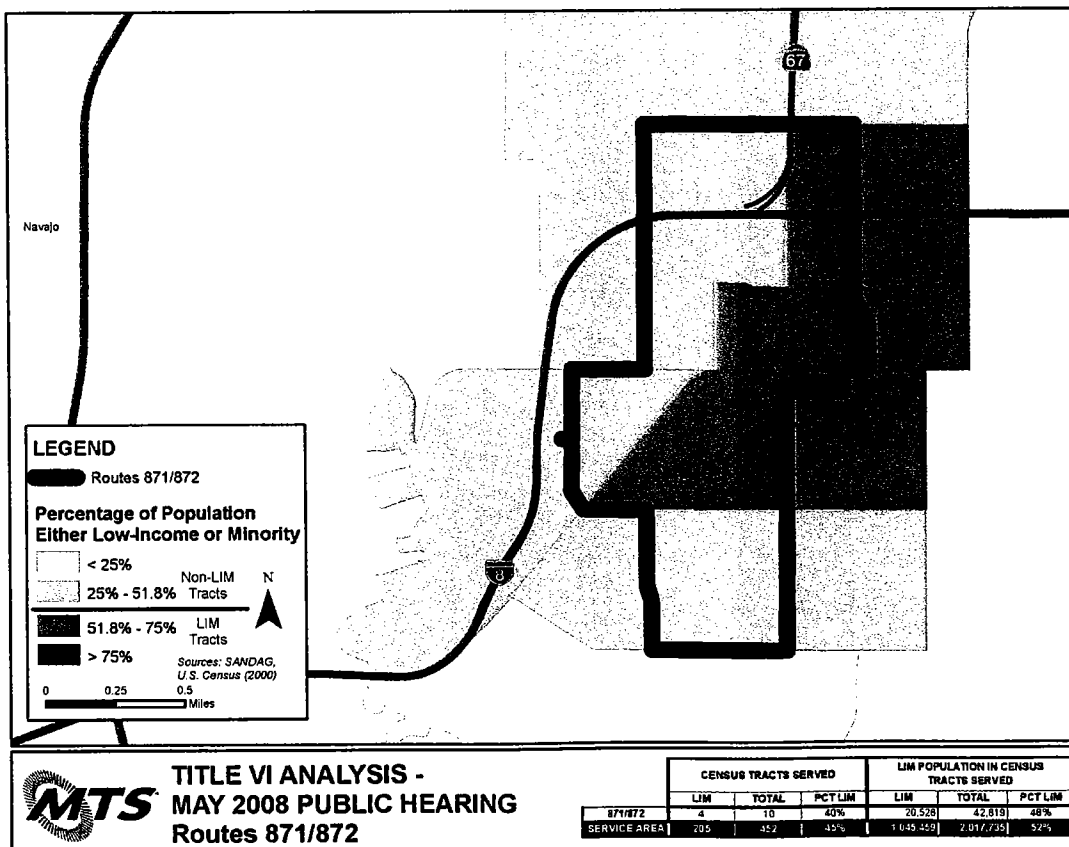 67
Navajo
8
LEGEND
Routes 871/872
Percentage of Population
Either Low-Income or Minority
< 25%
25% - 51.8%
Non-LIM
Tracts
51.8% - 75%
LIM
Tracts
> 75%
N
Sources: SANDAG,
U.S. Census (2000)
0 0.25 0.5
Miles
MTS
TITLE VI ANALYSIS -
MAY 2008 PUBLIC HEARING
Routes 871/872
CENSUS TRACTS SERVED
LIM POPULATION IN CENSUS
TRACTS SERVED
LIM TOTAL PCT LIM LIM TOTAL PCT LIM
871/872 4 10 40% 20,526 42,819 48%
SERVICE AREA 205 452 45% 1,045,459 2,017,735 52%